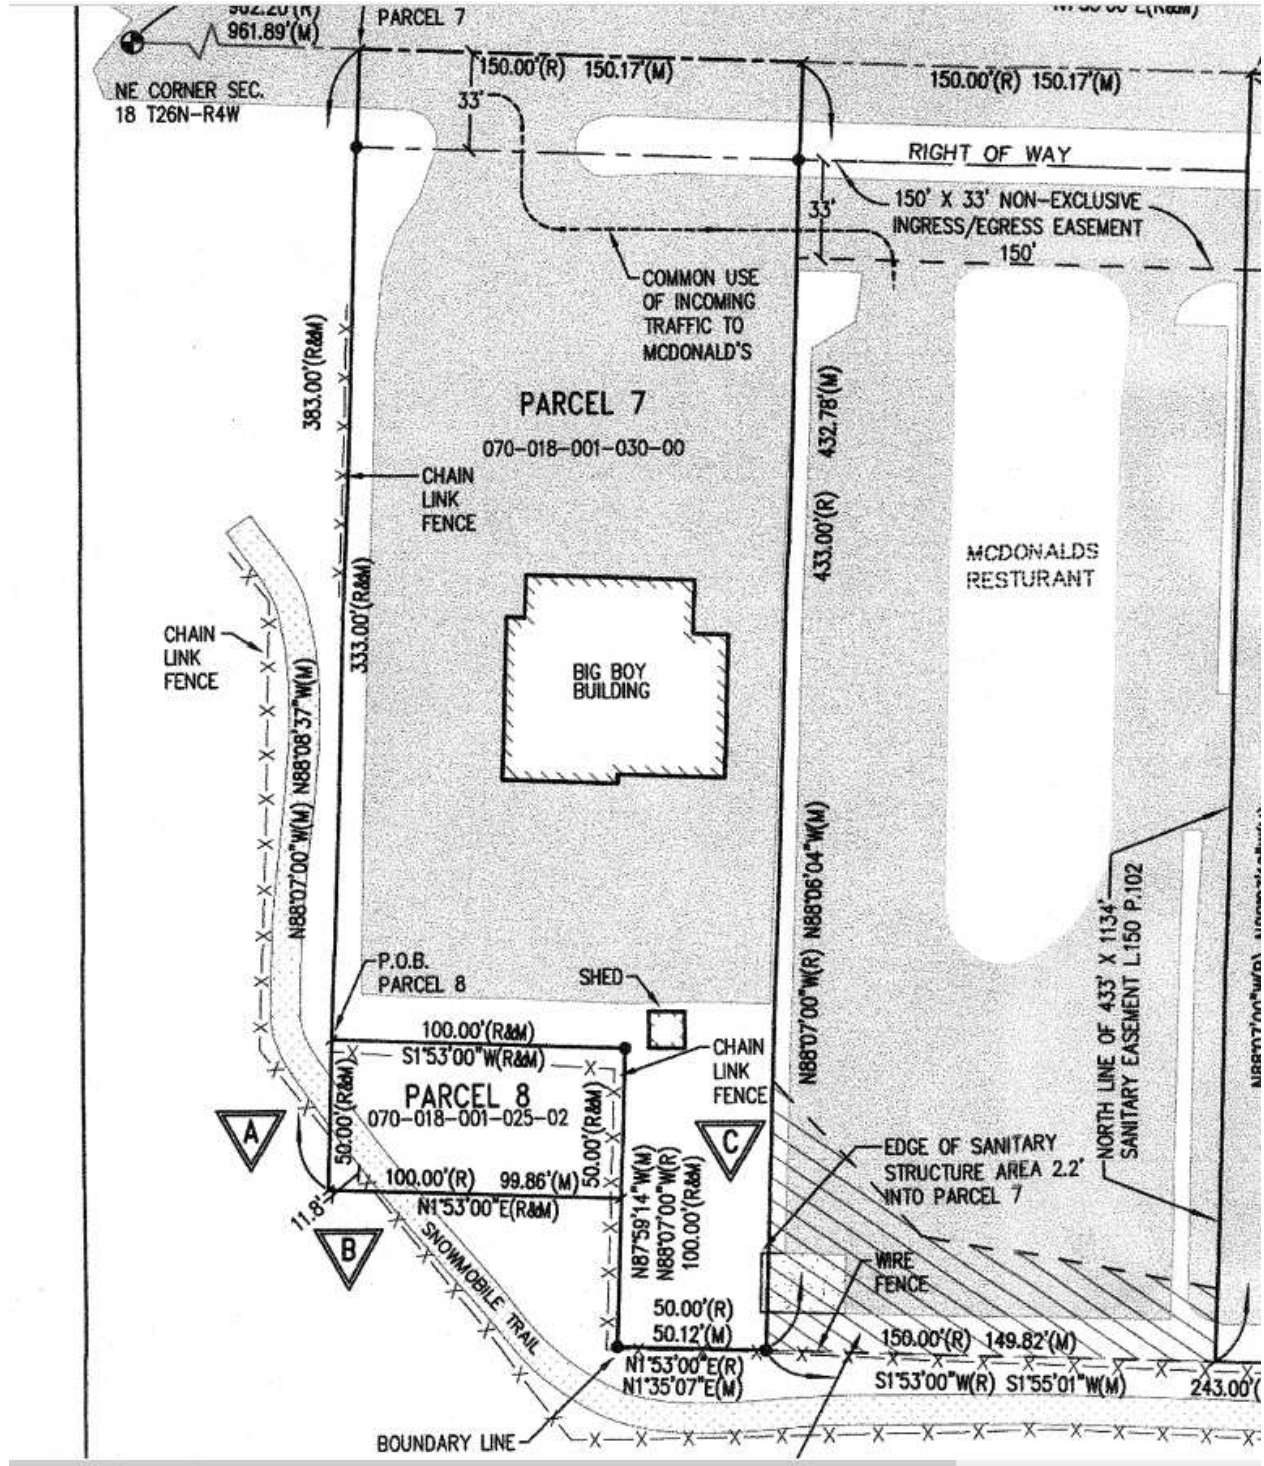 962.20'(R)
961.89'(M)
PARCEL 7
NE CORNER SEC.
18 T26N-R4W
150.00'(R) 150.17'(M)
33'
150.00'(R) 150.17'(M)
RIGHT OF WAY
150' X 33' NON-EXCLUSIVE
INGRESS/EGRESS EASEMENT
150'
33'
COMMON USE
OF INCOMING
TRAFFIC TO
MCDONALD'S
383.00'(R&M)
PARCEL 7
070-018-001-030-00
433.00'(R) 432.78'(M)
CHAIN
LINK
FENCE
MCDONALDS
RESTURANT
333.00'(R&M)
CHAIN
LINK
FENCE
BIG BOY
BUILDING
N88°07'00"W(M) N88°08'37"W(M)
N88°07'00"W(R) N88°06'04"W(M)
NORTH LINE OF 433' X 1134'
SANITARY EASEMENT L.150 P.102
P.O.B.
PARCEL 8
SHED
100.00'(R&M)
S1°53'00"W(R&M)
CHAIN
LINK
FENCE
PARCEL 8
070-018-001-025-02
50.00'(R&M)
50.00'(R&M)
A
C
EDGE OF SANITARY
STRUCTURE AREA 2.2'
INTO PARCEL 7
100.00'(R) 99.86'(M)
N1°53'00"E(R&M)
11.8'
B
SNOWMOBILE TRAIL
N87°59'14"W(M)
N88°07'00"W(R)
100.00'(R&M)
WIRE
FENCE
50.00'(R)
50.12'(M)
N1°53'00"E(R)
N1°35'07"E(M)
150.00'(R) 149.82'(M)
S1°53'00"W(R) S1°55'01"W(M)
243.00'(
BOUNDARY LINE